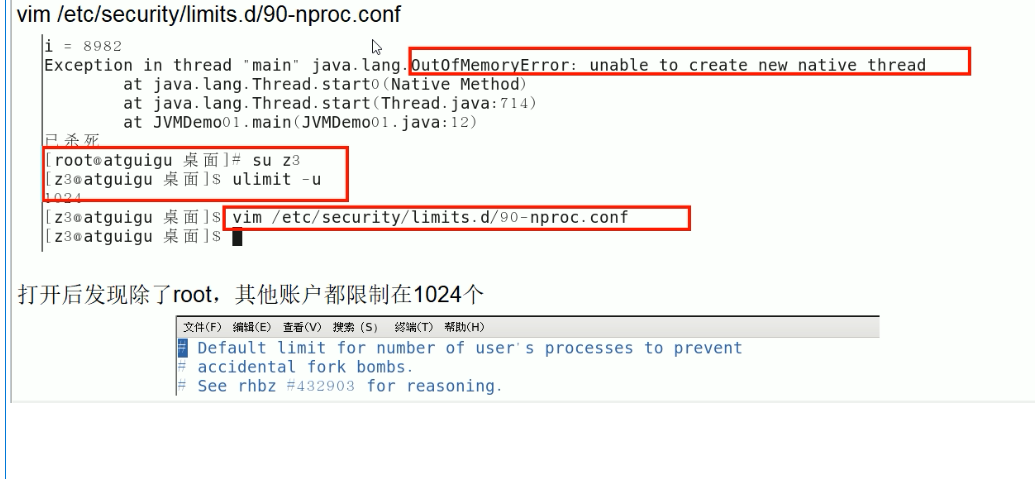 vim /etc/security/limits.d/90-nproc.conf
i = 8982
Exception in thread "main" java.lang.OutOfMemoryError: unable to create new native thread
at java.lang.Thread.start0(Native Method)
at java.lang.Thread.start(Thread.java:714)
at JVMDemo01.main(JVMDemo01.java:12)
已杀死
[root@atguigu 桌面]# su z3
[z3@atguigu 桌面]$ ulimit -u
1024
[z3@atguigu 桌面]$ vim /etc/security/limits.d/90-nproc.conf
[z3@atguigu 桌面]$
打开后发现除了root，其他账户都限制在1024个
文件(F) 编辑(E) 查看(V) 搜索 (S) 终端(T) 帮助(H)
# Default limit for number of user's processes to prevent
# accidental fork bombs.
# See rhbz #432903 for reasoning.